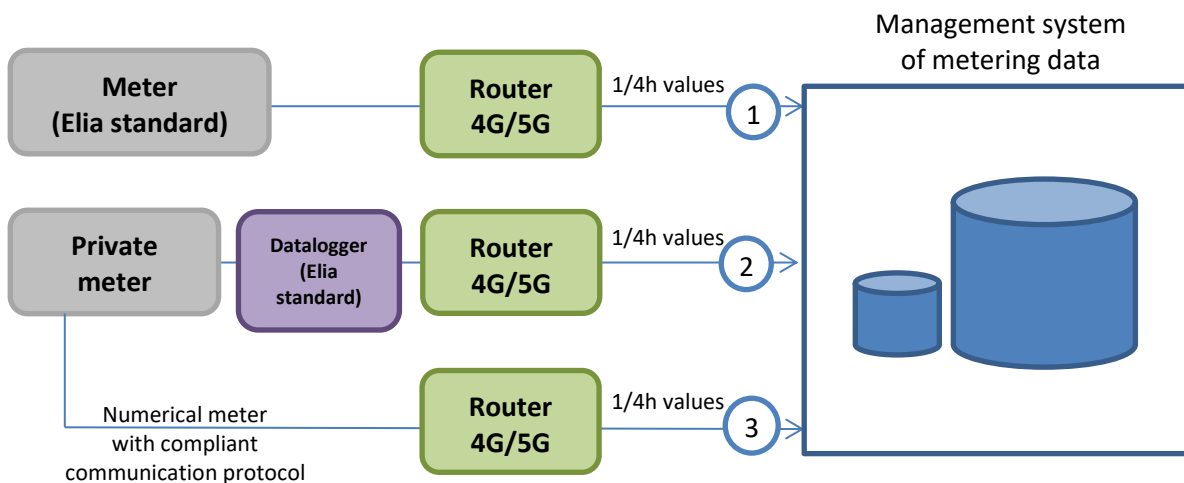 Management system
of metering data
Meter
(Elia standard)
Router
4G/5G
1/4h values
1
Private
meter
Datalogger
(Elia
standard)
Router
4G/5G
1/4h values
2
Numerical meter
with compliant
communication protocol
Router
4G/5G
1/4h values
3